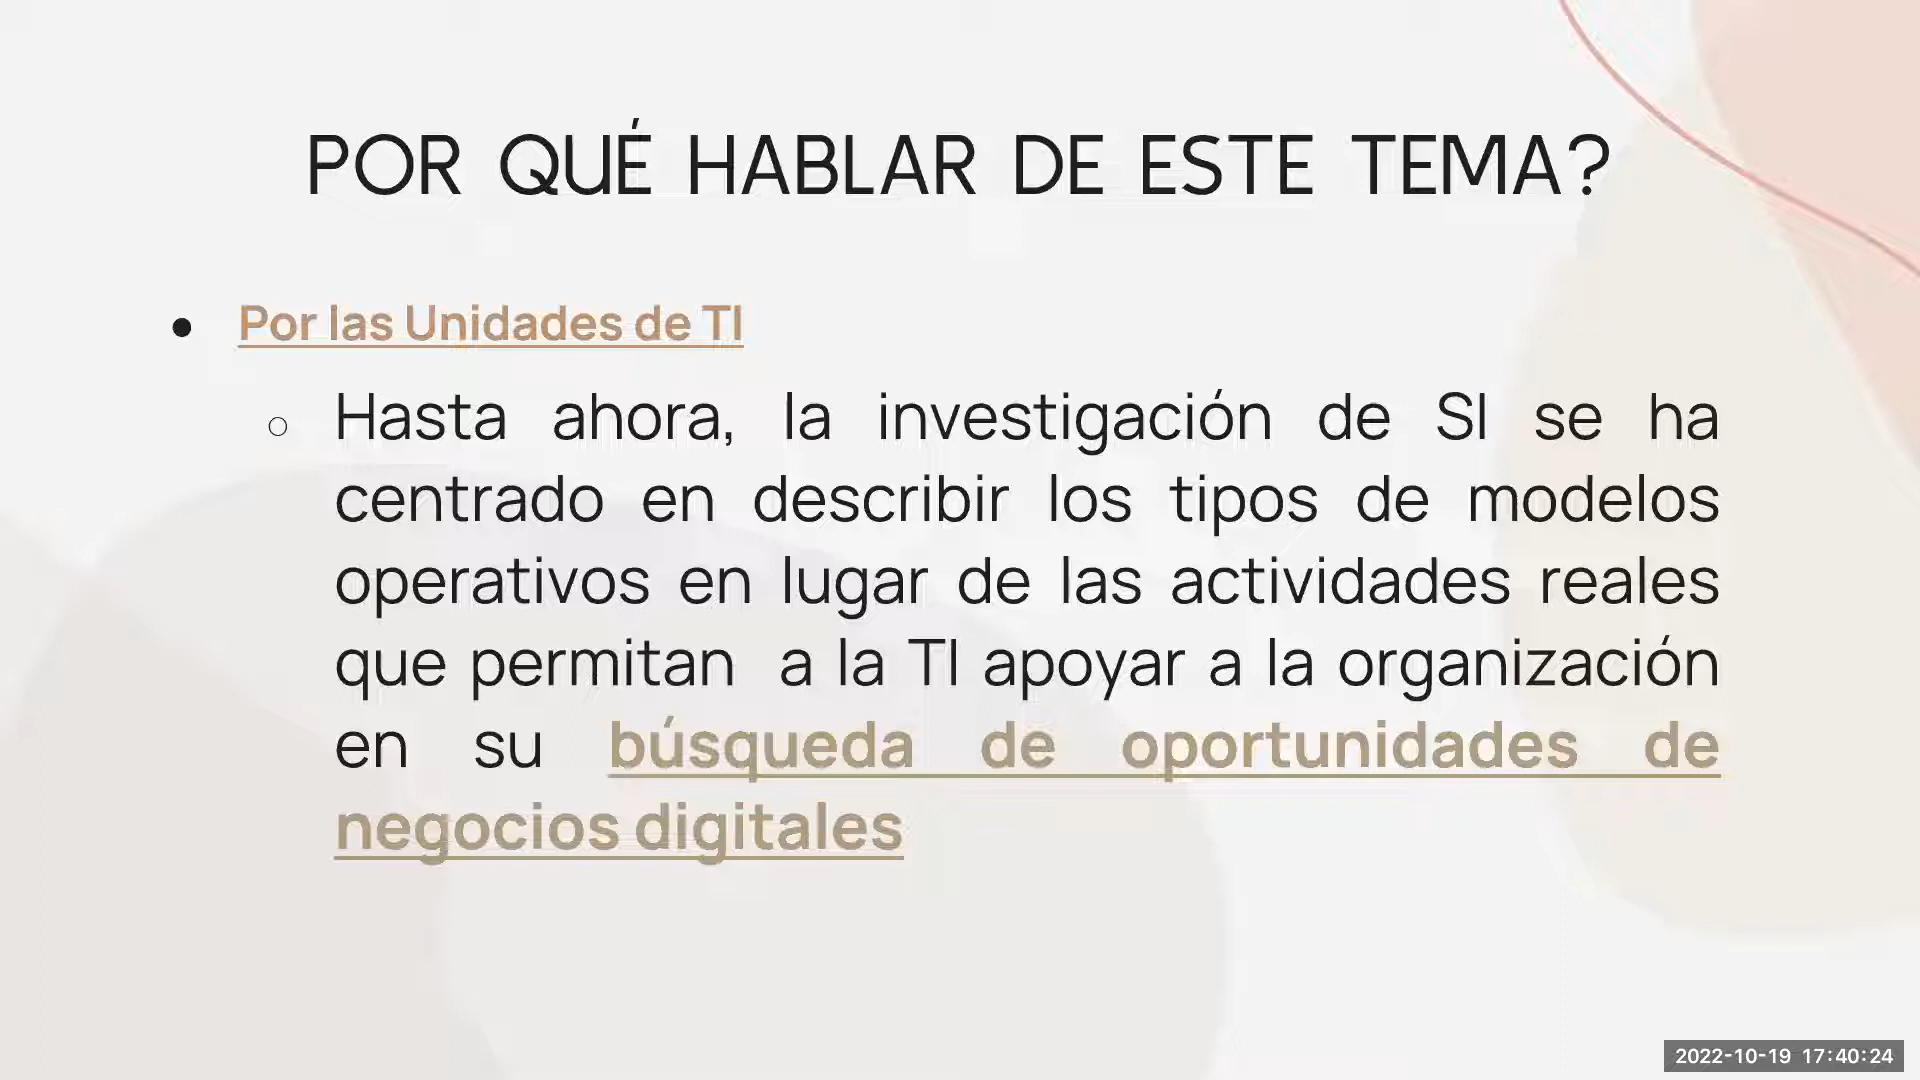 POR QUÉ HABLAR DE ESTE TEMA?
● Por las Unidades de TI
○ Hasta ahora, la investigación de SI se ha
centrado en describir los tipos de modelos
operativos en lugar de las actividades reales
que permitan a la TI apoyar a la organización
en su búsqueda de oportunidades de
negocios digitales
2022-10-19 17:40:24